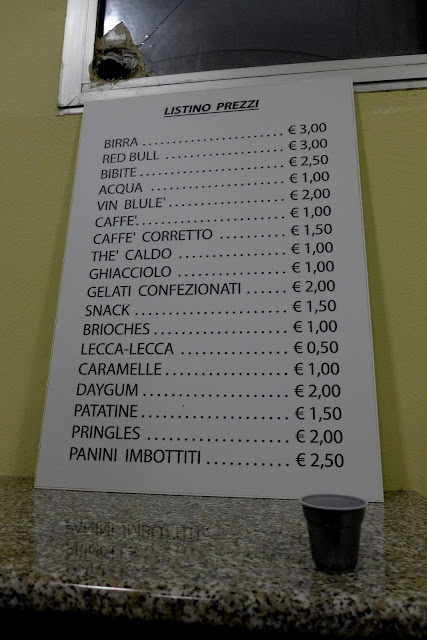 LISTINO PREZZI
BIRRA ........................ € 3,00
RED BULL .................... € 3,00
BIBITE ........................ € 2,50
ACQUA ...................... € 1,00
VIN BLULE' .................. € 2,00
CAFFE'. ...................... € 1,00
CAFFE' CORRETTO ........... € 1,50
THE' CALDO ................. € 1,00
GHIACCIOLO ................. € 1,00
GELATI CONFEZIONATI ....... € 2,00
SNACK ....................... € 1,50
BRIOCHES .................... € 1,00
LECCA-LECCA ................ € 0,50
CARAMELLE .................. € 1,00
DAYGUM ..................... € 2,00
PATATINE .................... € 1,50
PRINGLES .................... € 2,00
PANINI IMBOTTITI ........... € 2,50